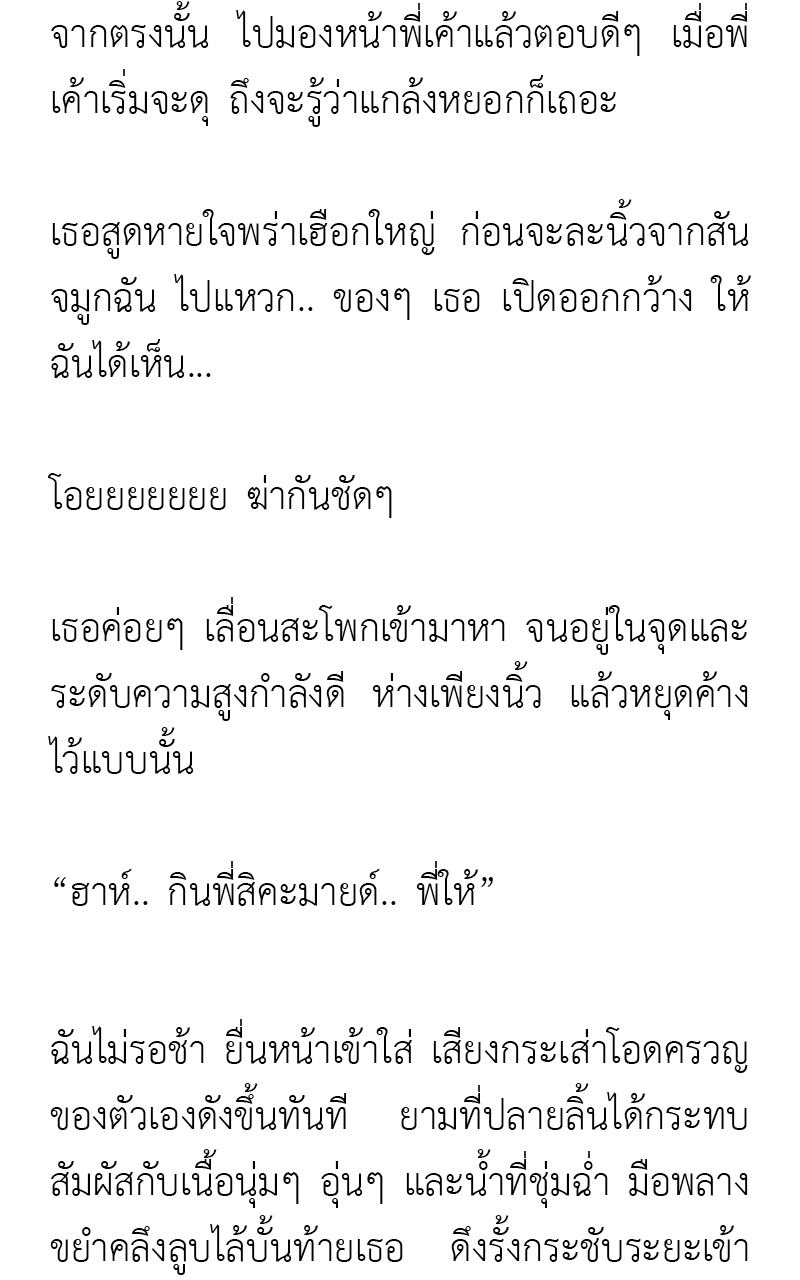 จากตรงนั้น ไปมองหน้าพี่เค้าแล้วตอบดีๆ เมื่อพี่
เค้าเริ่มจะดุ ถึงจะรู้ว่าแกล้งหยอกก็เถอะ
เธอสูดหายใจพร่าเฮือกใหญ่ ก่อนจะละนิ้วจากสัน
จมูกฉัน ไปแหวก.. ของๆ เธอ เปิดออกกว้าง ให้
ฉันได้เห็น...
โอยยยยยยย ฆ่ากันชัดๆ
เธอค่อยๆ เลื่อนสะโพกเข้ามาหา จนอยู่ในจุดและ
ระดับความสูงกำลังดี ห่างเพียงนิ้ว แล้วหยุดค้าง
ไว้แบบนั้น
“ฮาห์.. กินพี่สิคะมายด์.. พี่ให้”
ฉันไม่รอช้า ยื่นหน้าเข้าใส่ เสียงกระเส่าโอดครวญ
ของตัวเองดังขึ้นทันที ยามที่ปลายลิ้นได้กระทบ
สัมผัสกับเนื้อนุ่มๆ อุ่นๆ และน้ำที่ชุ่มฉ่ำ มือพลาง
ขยำคลึงลูบไล้บั้นท้ายเธอ ดึงรั้งกระชับระยะเข้า